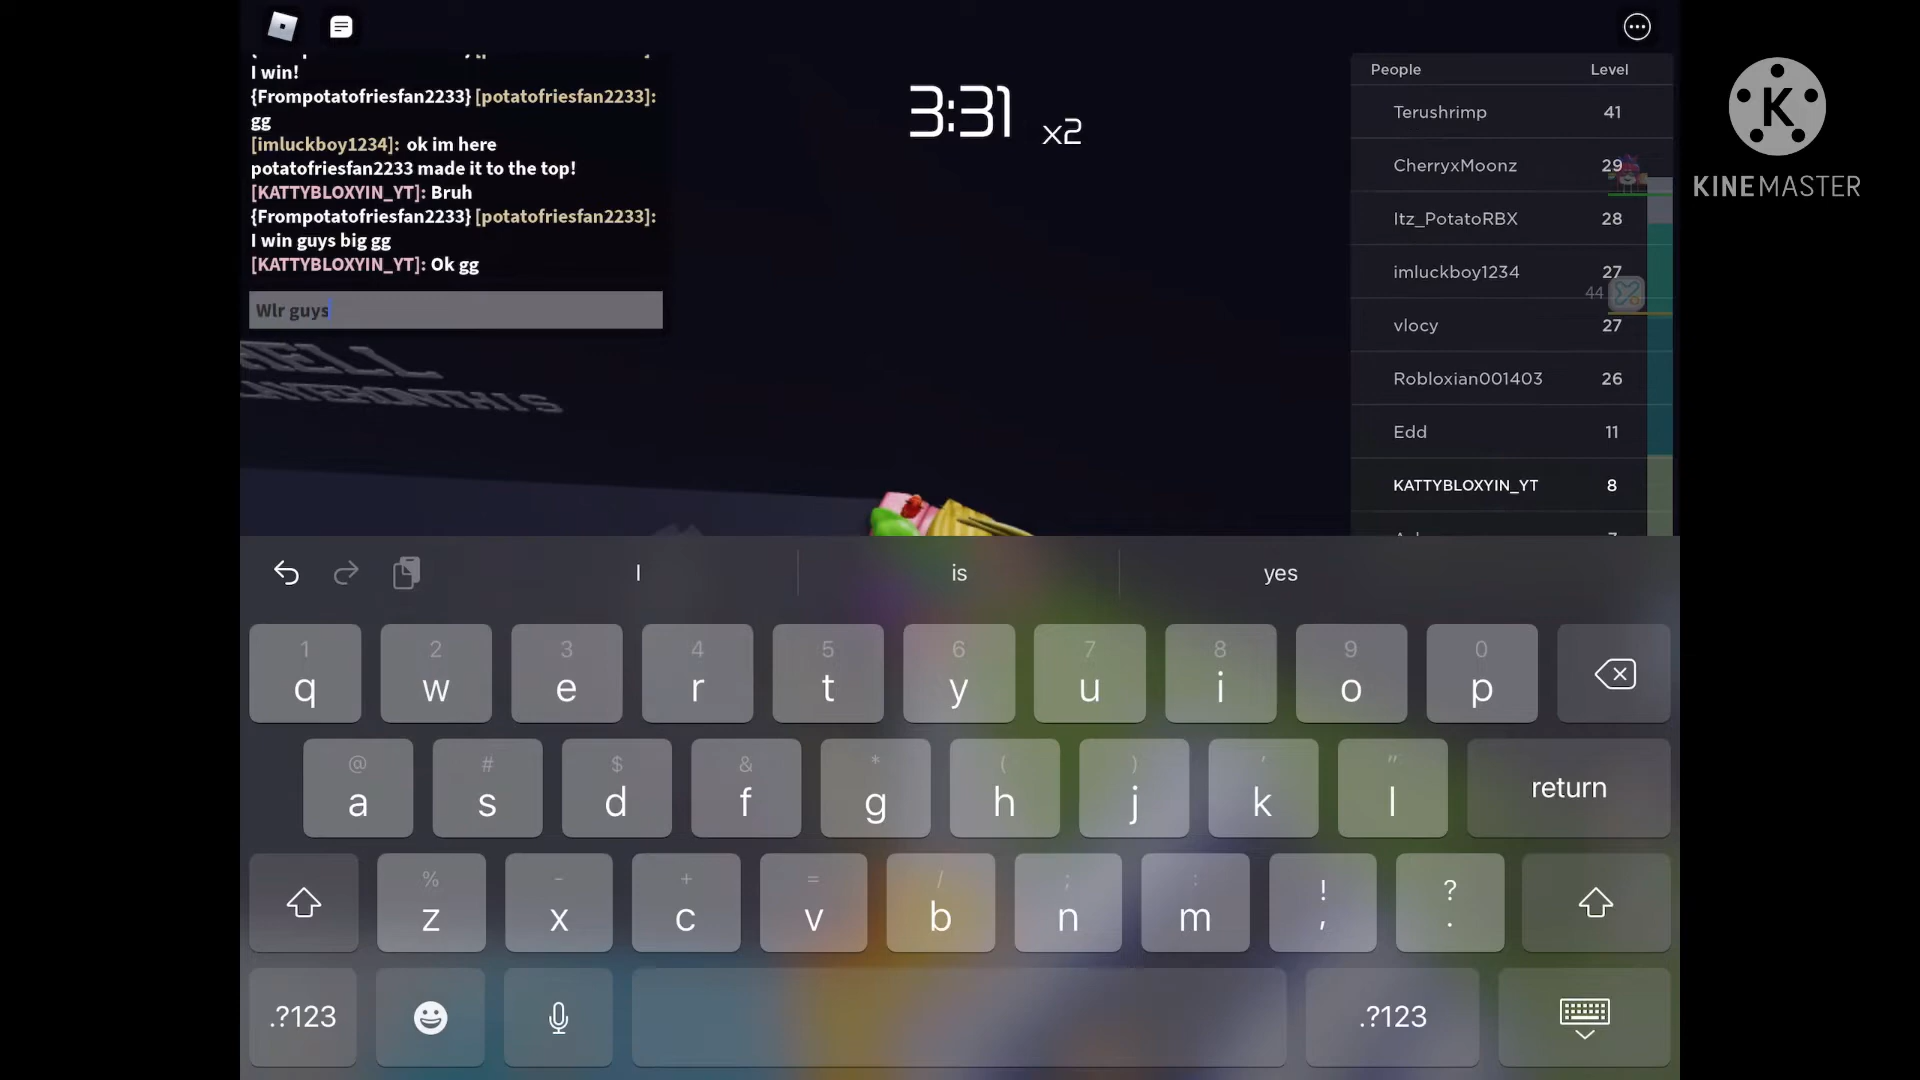 I win!
{Frompotatofriesfan2233} [potatofriesfan2233]:
gg
[imluckboy1234]: ok im here
potatofriesfan2233 made it to the top!
[KATTYBLOXYIN_YT]: Bruh
{Frompotatofriesfan2233} [potatofriesfan2233]:
I win guys big gg
[KATTYBLOXYIN_YT]: Ok gg
Wlr guys
3:31 x2
People Level
Terushrimp 41
CherryxMoonz 29
Itz_PotatoRBX 28
imluckboy1234 27
44
vlocy 27
Robloxian001403 26
Edd 11
KATTYBLOXYIN_YT 8
K
KINEMASTER
I is yes
1 2 3 4 5 6 7 8 9 0
q w e r t y u i o p
@ # $ & * ( ) ' "
a s d f g h j k l return
% - + = / ; : ! ?
z x c v b n m , .
.?123 .?123